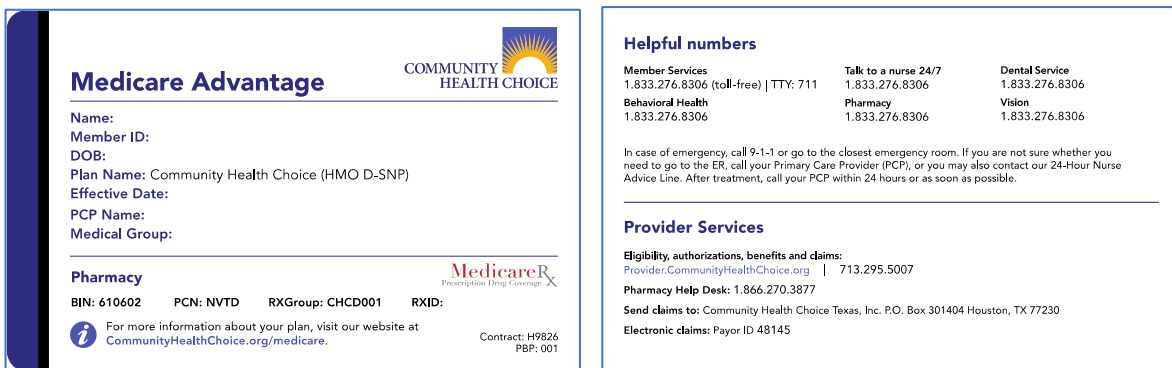 Medicare Advantage
COMMUNITY
HEALTH CHOICE
Name:
Member ID:
DOB:
Plan Name: Community Health Choice (HMO D-SNP)
Effective Date:
PCP Name:
Medical Group:
Pharmacy
MedicareRx
Prescription Drug Coverage
BIN: 610602 PCN: NVTD RXGroup: CHCD001 RXID:
i
For more information about your plan, visit our website at
CommunityHealthChoice.org/medicare.
Contract: H9826
PBP: 001
Helpful numbers
Member Services
1.833.276.8306 (toll-free) | TTY: 711
Talk to a nurse 24/7
1.833.276.8306
Dental Service
1.833.276.8306
Behavioral Health
1.833.276.8306
Pharmacy
1.833.276.8306
Vision
1.833.276.8306
In case of emergency, call 9-1-1 or go to the closest emergency room. If you are not sure whether you
need to go to the ER, call your Primary Care Provider (PCP), or you may also contact our 24-Hour Nurse
Advice Line. After treatment, call your PCP within 24 hours or as soon as possible.
Provider Services
Eligibility, authorizations, benefits and claims:
Provider.CommunityHealthChoice.org | 713.295.5007
Pharmacy Help Desk: 1.866.270.3877
Send claims to: Community Health Choice Texas, Inc. P.O. Box 301404 Houston, TX 77230
Electronic claims: Payor ID 48145